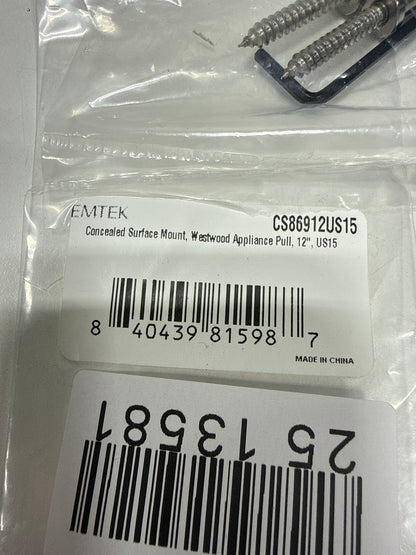 EMTEK
CS86912US15
Concealed Surface Mount, Westwood Appliance Pull, 12", US15
8 40439 81598 7
MADE IN CHINA
25 13581